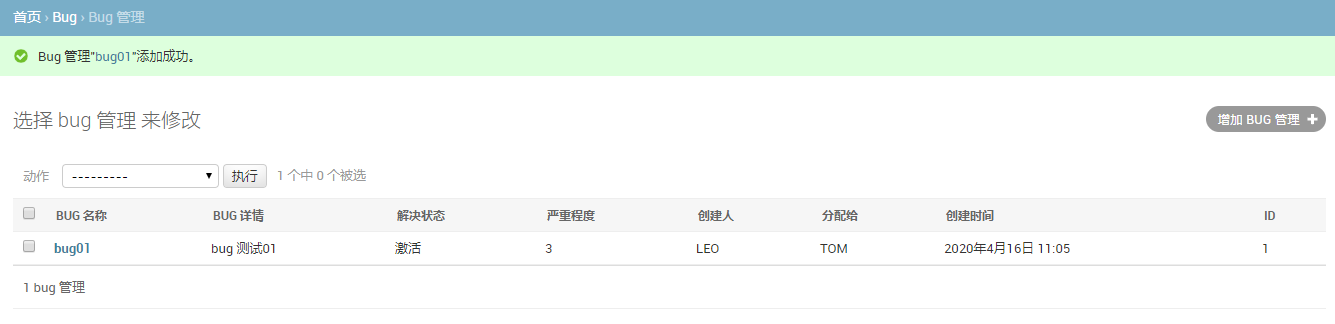 首页 › Bug › Bug 管理
Bug 管理"bug01"添加成功。
选择 bug 管理 来修改
增加 BUG 管理
动作 --------- 执行 1 个中 0 个被选
BUG 名称 BUG 详情 解决状态 严重程度 创建人 分配给 创建时间 ID
bug01 bug 测试01 激活 3 LEO TOM 2020年4月16日 11:05 1
1 bug 管理